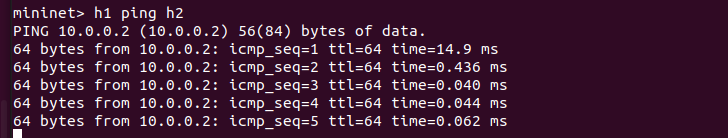 mininet> h1 ping h2
PING 10.0.0.2 (10.0.0.2) 56(84) bytes of data.
64 bytes from 10.0.0.2: icmp_seq=1 ttl=64 time=14.9 ms
64 bytes from 10.0.0.2: icmp_seq=2 ttl=64 time=0.436 ms
64 bytes from 10.0.0.2: icmp_seq=3 ttl=64 time=0.040 ms
64 bytes from 10.0.0.2: icmp_seq=4 ttl=64 time=0.044 ms
64 bytes from 10.0.0.2: icmp_seq=5 ttl=64 time=0.062 ms